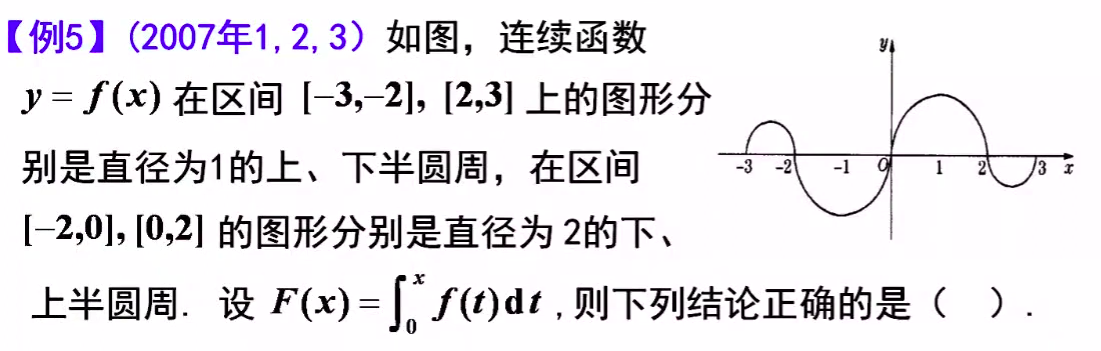 【例5】(2007年1,2,3) 如图，连续函数
y = f(x) 在区间 [−3,−2], [2,3] 上的图形分
别是直径为1的上、下半圆周，在区间
[−2,0], [0,2] 的图形分别是直径为 2的下、
上半圆周. 设 F(x) = ∫₀ˣ f(t)dt ,则下列结论正确的是（ ）.
y
-3 -2 -1 O 1 2 3 x